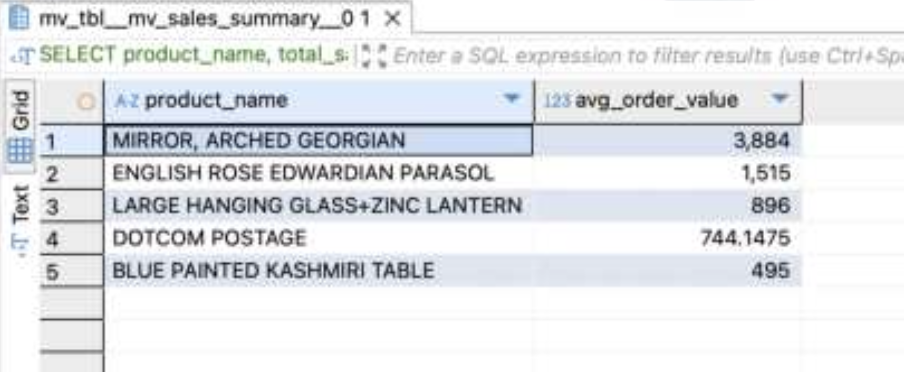 mv_tbl__mv_sales_summary__0 1
SELECT product_name, total_s Enter a SQL expression to filter results (use Ctrl+Sp
Grid
Text
A-Z product_name 123 avg_order_value
1 MIRROR, ARCHED GEORGIAN 3,884
2 ENGLISH ROSE EDWARDIAN PARASOL 1,515
3 LARGE HANGING GLASS+ZINC LANTERN 896
4 DOTCOM POSTAGE 744.1475
5 BLUE PAINTED KASHMIRI TABLE 495